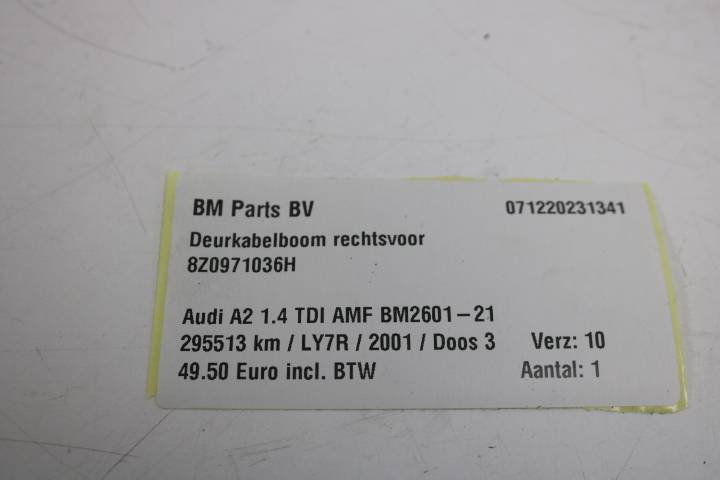 BM Parts BV 071220231341
Deurkabelboom rechtsvoor
8Z0971036H
Audi A2 1.4 TDI AMF BM2601-21
295513 km / LY7R / 2001 / Doos 3 Verz: 10
49.50 Euro incl. BTW Aantal: 1